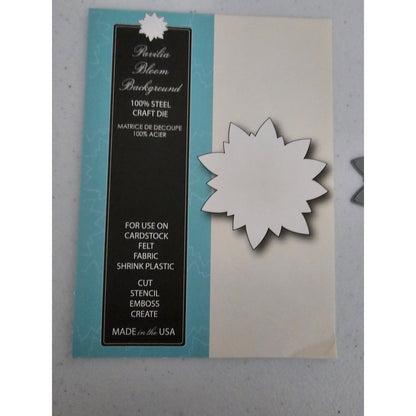 Pavilia
Bloom
Background
100% STEEL
CRAFT DIE
MATRICE DE DECOUPE
100% ACIER
FOR USE ON
CARDSTOCK
FELT
FABRIC
SHRINK PLASTIC
CUT
STENCIL
EMBOSS
CREATE
MADE in the USA